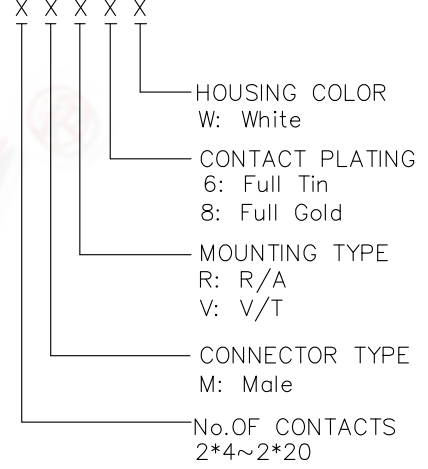 X X X X X
HOUSING COLOR
W: White
CONTACT PLATING
6: Full Tin
8: Full Gold
MOUNTING TYPE
R: R/A
V: V/T
CONNECTOR TYPE
M: Male
No.OF CONTACTS
2*4~2*20